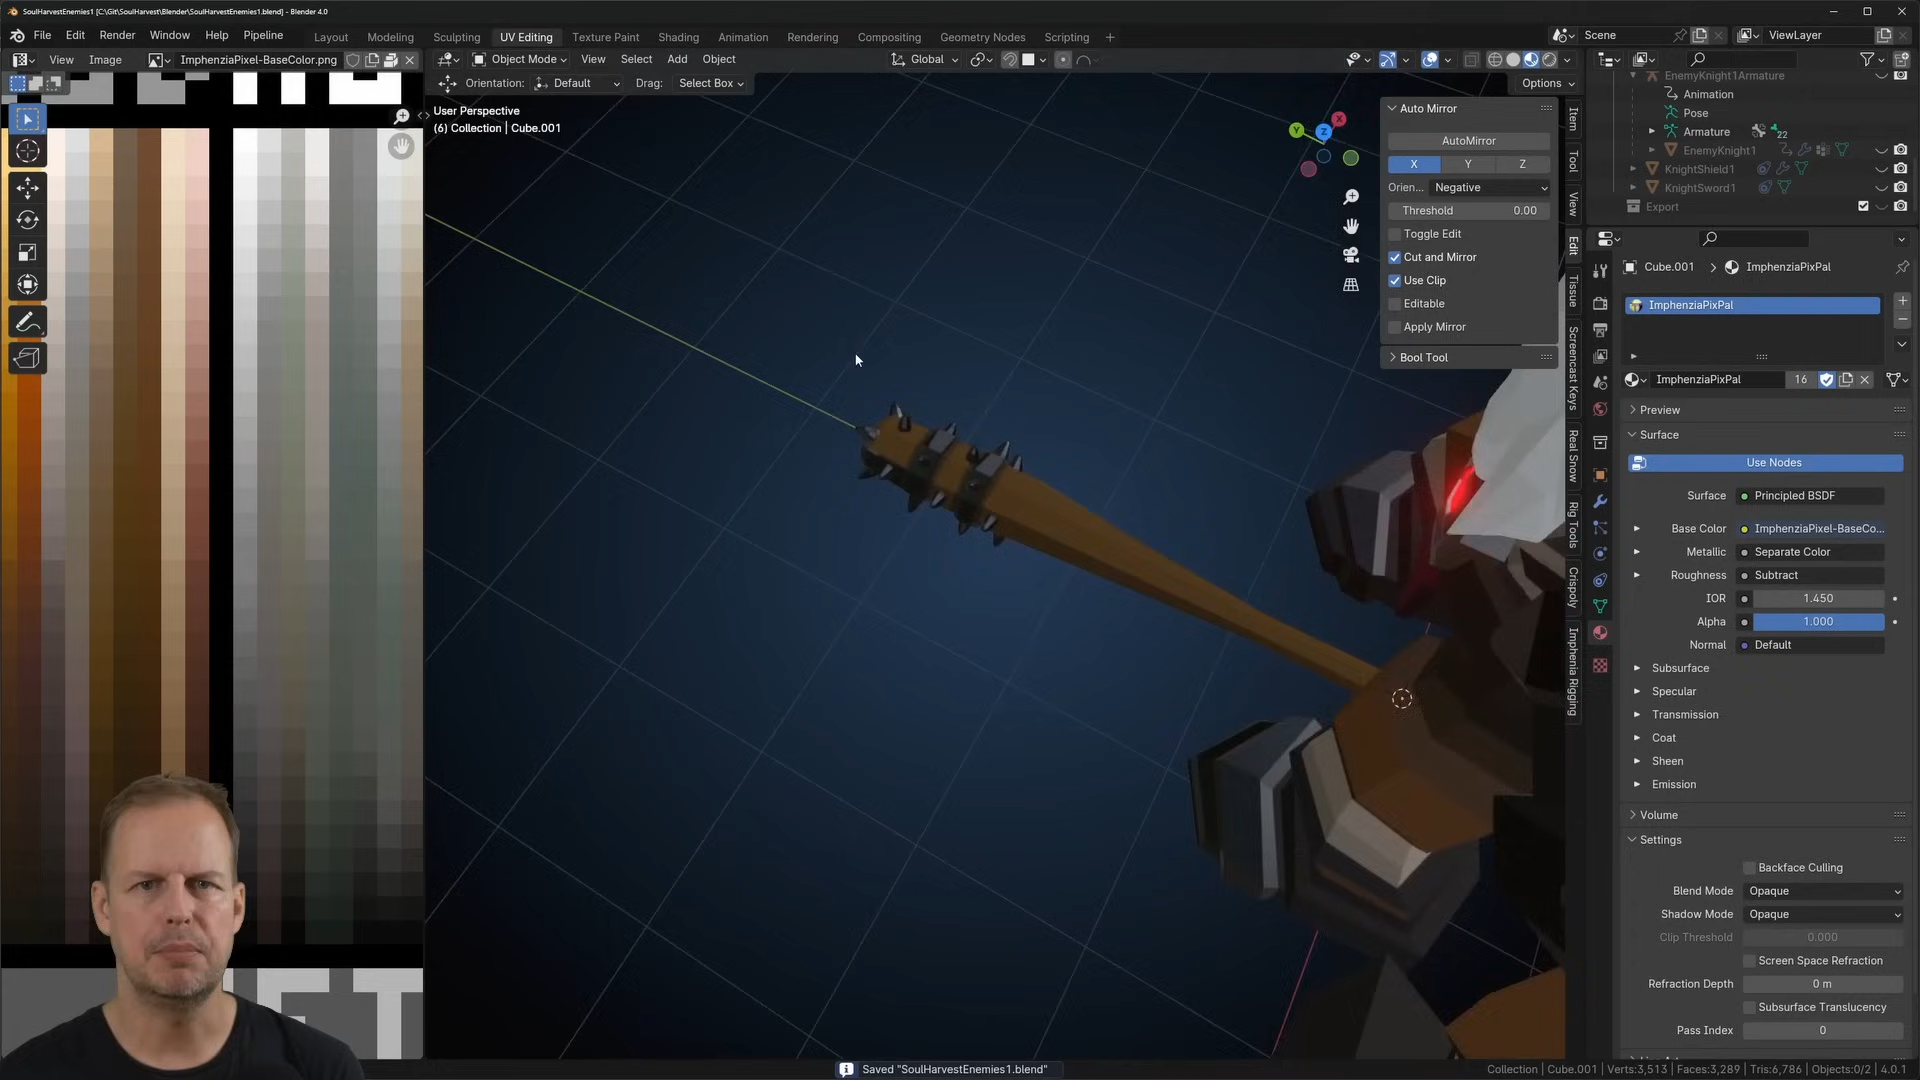 SoulHarvestEnemies1 [C:\Git\SoulHarvest\Blender\SoulHarvestEnemies1.blend] - Blender 4.0
File Edit Render Window Help Pipeline
Layout Modeling Sculpting UV Editing Texture Paint Shading Animation Rendering Compositing Geometry Nodes Scripting +
Scene
ViewLayer
View Image ImphenziaPixel-BaseColor.png
Object Mode View Select Add Object Global
Orientation: Default Drag: Select Box
Options
User Perspective
(6) Collection | Cube.001
X
Y
Z
Auto Mirror
AutoMirror
X Y Z
Orien... Negative
Threshold 0.00
Toggle Edit
Cut and Mirror
Use Clip
Editable
Apply Mirror
Bool Tool
Item
Tool
View
Edit
Tissue
Screencast Keys
Real Snow
Rig Tools
Crispoly
Imphenia Rigging
EnemyKnight1Armature
Animation
Pose
Armature 22
EnemyKnight1
KnightShield1
KnightSword1
Export
Cube.001 > ImphenziaPixPal
ImphenziaPixPal
ImphenziaPixPal 16
Preview
Surface
Use Nodes
Surface Principled BSDF
Base Color ImphenziaPixel-BaseCo...
Metallic Separate Color
Roughness Subtract
IOR 1.450
Alpha 1.000
Normal Default
Subsurface
Specular
Transmission
Coat
Sheen
Emission
Volume
Settings
Backface Culling
Blend Mode Opaque
Shadow Mode Opaque
Clip Threshold 0.000
Screen Space Refraction
Refraction Depth 0 m
Subsurface Translucency
Pass Index 0
Saved "SoulHarvestEnemies1.blend"
Collection | Cube.001 | Verts:3,513 | Faces:3,289 | Tris:6,786 | Objects:0/2 | 4.0.1